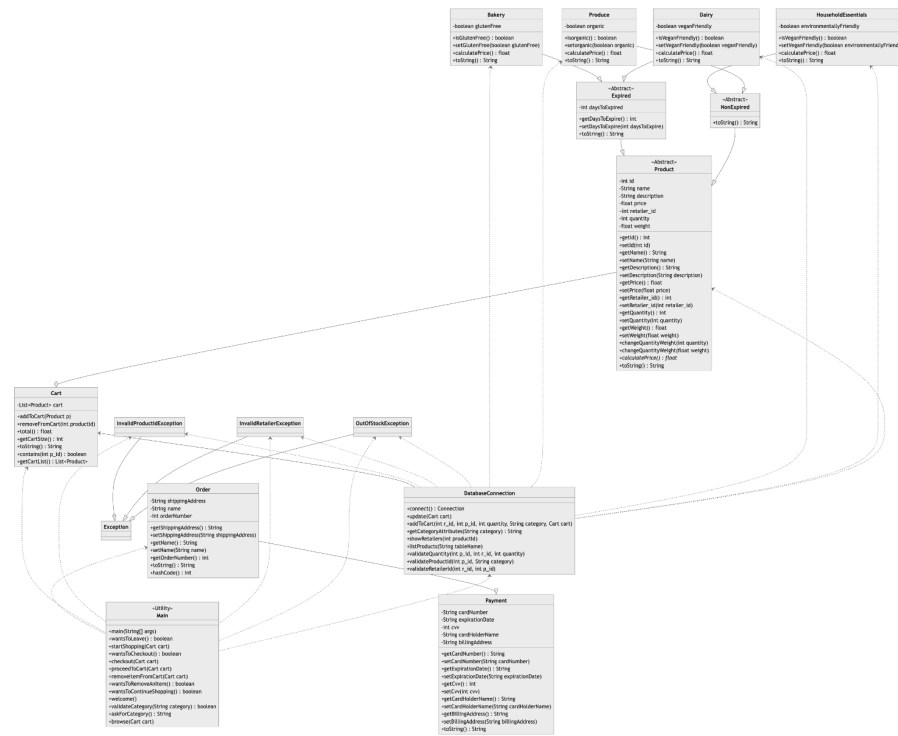 Bakery
-boolean glutenFree
+isGlutenFree() : boolean
+setGlutenFree(boolean glutenFree)
+calculatePrice() : float
+toString() : String
Produce
-boolean organic
+isorganic() : boolean
+setorganic(boolean organic)
+calculatePrice() : float
+toString() : String
Dairy
-boolean veganFriendly
+isVeganFriendly() : boolean
+setVeganFriendly(boolean veganFriendly)
+calculatePrice() : float
+toString() : String
HouseholdEssentials
-boolean environmentallyFriendly
+isVeganFriendly() : boolean
+setVeganFriendly(boolean environmentallyFriend
+calculatePrice() : float
+toString() : String
«Abstract»
Expired
-int daysToExpired
+getDaysToExpire() : int
+setDaysToExpire(int daysToExpire)
+toString() : String
«Abstract»
NonExpired
+toString() : String
«Abstract»
Product
-int id
-String name
-String description
-float price
-int retailer_id
-int quantity
-float weight
+getId() : int
+setId(int id)
+getName() : String
+setName(String name)
+getDescription() : String
+setDescription(String description)
+getPrice() : float
+setPrice(float price)
+getRetailer_id() : int
+setRetailer_id(int retailer_id)
+getQuantity() : int
+setQuantity(int quantity)
+getWeight() : float
+setWeight(float weight)
+changeQuantityWeight(int quantity)
+changeQuantityWeight(float weight)
+calculatePrice() : float
+toString() : String
Cart
-List<Product> cart
+addToCart(Product p)
+removeFromCart(int productId)
+total() : float
+getCartSize() : int
+toString() : String
+contains(int p_id) : boolean
+getCartList() : List<Product>
InvalidProductIdException
InvalidRetailerException
OutOfStockException
Exception
Order
-String shippingAddress
-String name
-int orderNumber
+getShippingAddress() : String
+setShippingAddress(String shippingAddress)
+getName() : String
+setName(String name)
+getOrderNumber() : int
+toString() : String
+hashCode() : int
DatabaseConnection
+connect() : Connection
+update(Cart cart)
+addToCart(int r_id, int p_id, int quantity, String category, Cart cart)
+getCategoryAttributes(String category) : String
+showRetailers(int productId)
+listProducts(String tableName)
+validateQuantity(int p_id, int r_id, int quantity)
+validateProductId(int p_id, String category)
+validateRetailerId(int r_id, int p_id)
«Utility»
Main
+main(String[] args)
+wantsToLeave() : boolean
+startShopping(Cart cart)
+wantsToCheckout() : boolean
+checkout(Cart cart)
+proceedToCart(Cart cart)
+removeItemFromCart(Cart cart)
+wantsToRemoveAnItem() : boolean
+wantsToContinueShopping() : boolean
+welcome()
+validateCategory(String category) : boolean
+askForCategory() : String
+browse(Cart cart)
Payment
-String cardNumber
-String expirationDate
-int cvv
-String cardHolderName
-String billingAddress
+getCardNumber() : String
+setCardNumber(String cardNumber)
+getExpirationDate() : String
+setExpirationDate(String expirationDate)
+getCvv() : int
+setCvv(int cvv)
+getCardHolderName() : String
+setCardHolderName(String cardHolderName)
+getBillingAddress() : String
+setBillingAddress(String billingAddress)
+toString() : String